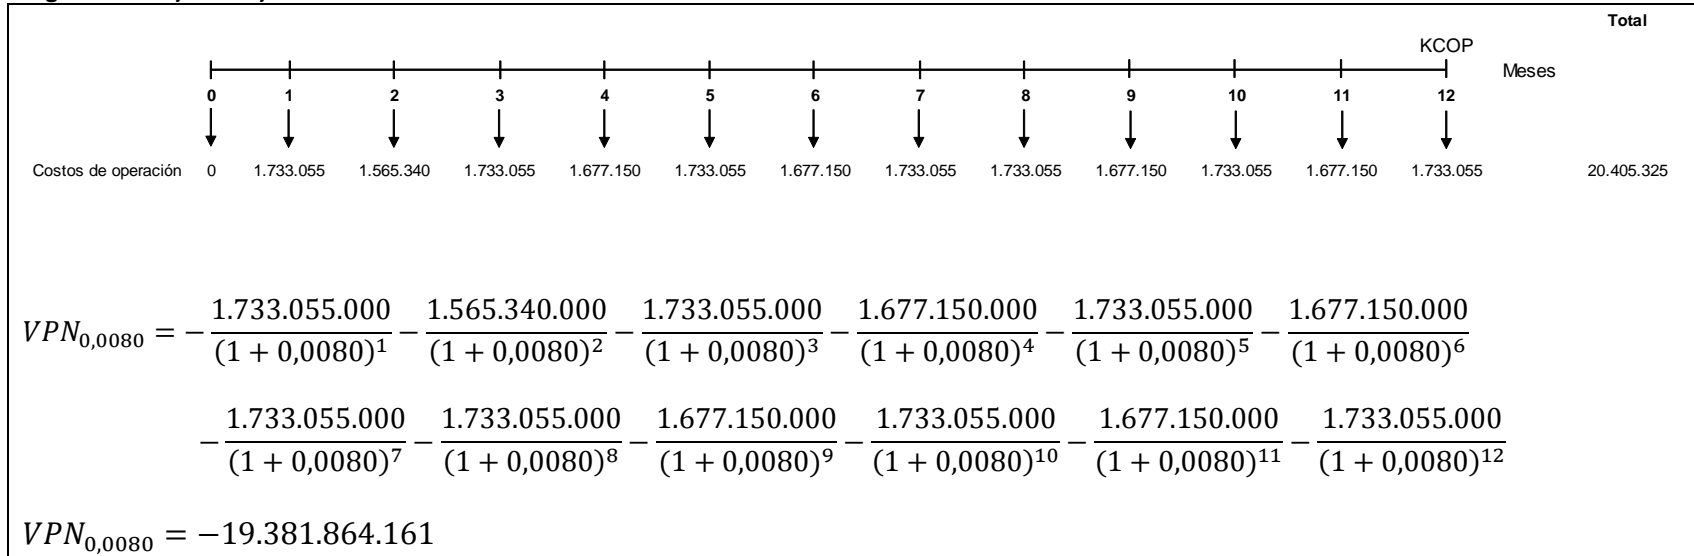 Total
KCOP
Meses
0 1 2 3 4 5 6 7 8 9 10 11 12
Costos de operación 0 1.733.055 1.565.340 1.733.055 1.677.150 1.733.055 1.677.150 1.733.055 1.733.055 1.677.150 1.733.055 1.677.150 1.733.055 20.405.325
VPN_{0,0080} = − 1.733.055.000/(1 + 0,0080)^1 − 1.565.340.000/(1 + 0,0080)^2 − 1.733.055.000/(1 + 0,0080)^3 − 1.677.150.000/(1 + 0,0080)^4 − 1.733.055.000/(1 + 0,0080)^5 − 1.677.150.000/(1 + 0,0080)^6
− 1.733.055.000/(1 + 0,0080)^7 − 1.733.055.000/(1 + 0,0080)^8 − 1.677.150.000/(1 + 0,0080)^9 − 1.733.055.000/(1 + 0,0080)^10 − 1.677.150.000/(1 + 0,0080)^11 − 1.733.055.000/(1 + 0,0080)^12
VPN_{0,0080} = −19.381.864.161